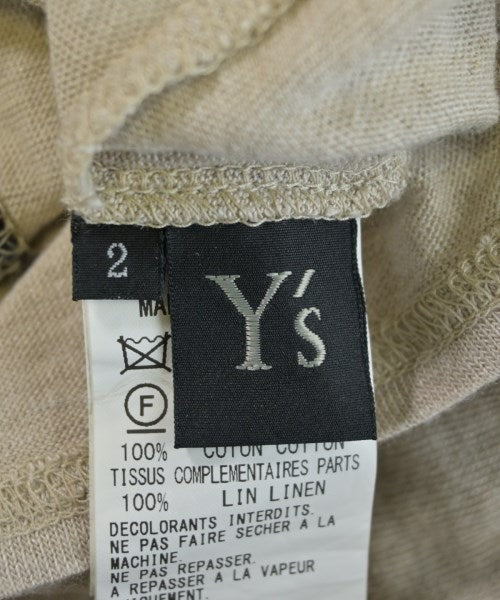 2
Y's
F
100% COTON COTTON
TISSUS COMPLEMENTAIRES PARTS
100% LIN LINEN
DECOLORANTS INTERDITS.
NE PAS FAIRE SECHER A LA
MACHINE.
NE PAS REPASSER.
A REPASSER A LA VAPEUR